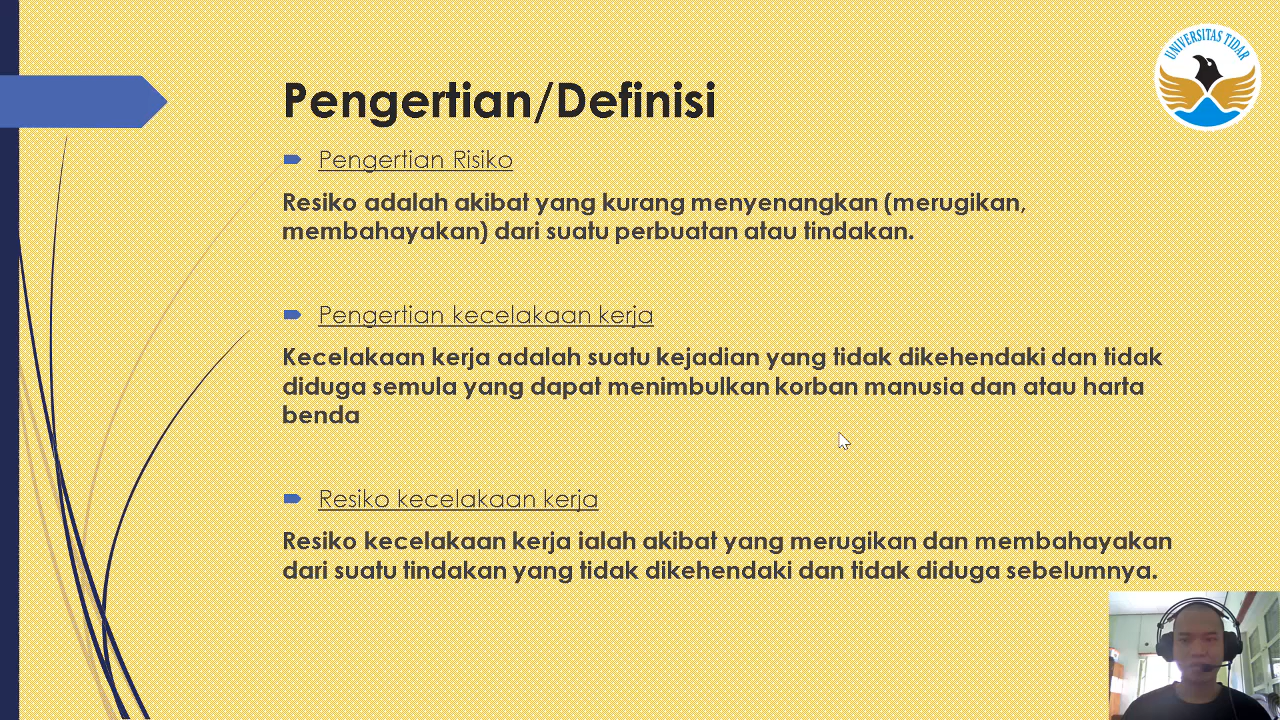 UNIVERSITAS TIDAR
Pengertian/Definisi
Pengertian Risiko
Resiko adalah akibat yang kurang menyenangkan (merugikan,
membahayakan) dari suatu perbuatan atau tindakan.
Pengertian kecelakaan kerja
Kecelakaan kerja adalah suatu kejadian yang tidak dikehendaki dan tidak
diduga semula yang dapat menimbulkan korban manusia dan atau harta
benda
Resiko kecelakaan kerja
Resiko kecelakaan kerja ialah akibat yang merugikan dan membahayakan
dari suatu tindakan yang tidak dikehendaki dan tidak diduga sebelumnya.